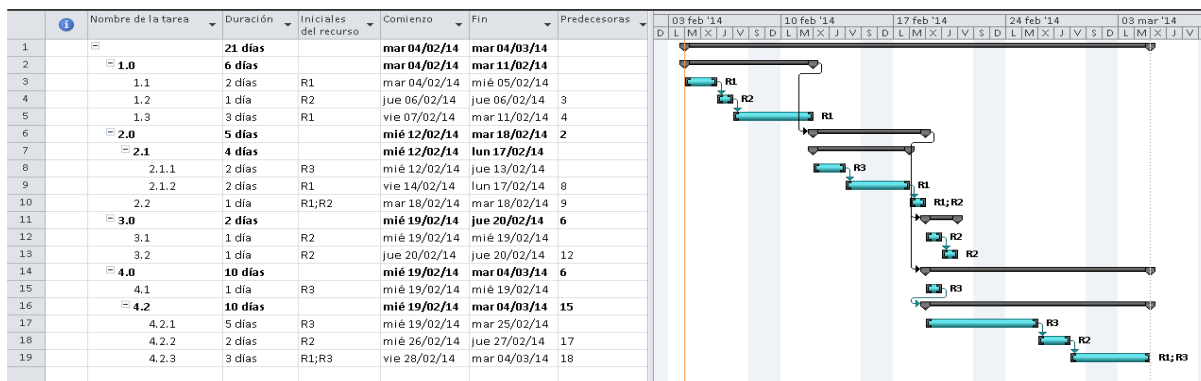 Nombre de la tarea Duración Iniciales del recurso Comienzo Fin Predecesoras 03 feb '14 10 feb '14 17 feb '14 24 feb '14 03 mar '14
D L M X J V S D L M X J V S D L M X J V S D L M X J V S D L M X J V
1 21 días mar 04/02/14 mar 04/03/14
2 1.0 6 días mar 04/02/14 mar 11/02/14
3 1.1 2 días R1 mar 04/02/14 mié 05/02/14 R1
4 1.2 1 día R2 jue 06/02/14 jue 06/02/14 3 R2
5 1.3 3 días R1 vie 07/02/14 mar 11/02/14 4 R1
6 2.0 5 días mié 12/02/14 mar 18/02/14 2
7 2.1 4 días mié 12/02/14 lun 17/02/14
8 2.1.1 2 días R3 mié 12/02/14 jue 13/02/14 R3
9 2.1.2 2 días R1 vie 14/02/14 lun 17/02/14 8 R1
10 2.2 1 día R1;R2 mar 18/02/14 mar 18/02/14 9 R1;R2
11 3.0 2 días mié 19/02/14 jue 20/02/14 6
12 3.1 1 día R2 mié 19/02/14 mié 19/02/14 R2
13 3.2 1 día R2 jue 20/02/14 jue 20/02/14 12 R2
14 4.0 10 días mié 19/02/14 mar 04/03/14 6
15 4.1 1 día R3 mié 19/02/14 mié 19/02/14 R3
16 4.2 10 días mié 19/02/14 mar 04/03/14 15
17 4.2.1 5 días R3 mié 19/02/14 mar 25/02/14 R3
18 4.2.2 2 días R2 mié 26/02/14 jue 27/02/14 17 R2
19 4.2.3 3 días R1;R3 vie 28/02/14 mar 04/03/14 18 R1;R3